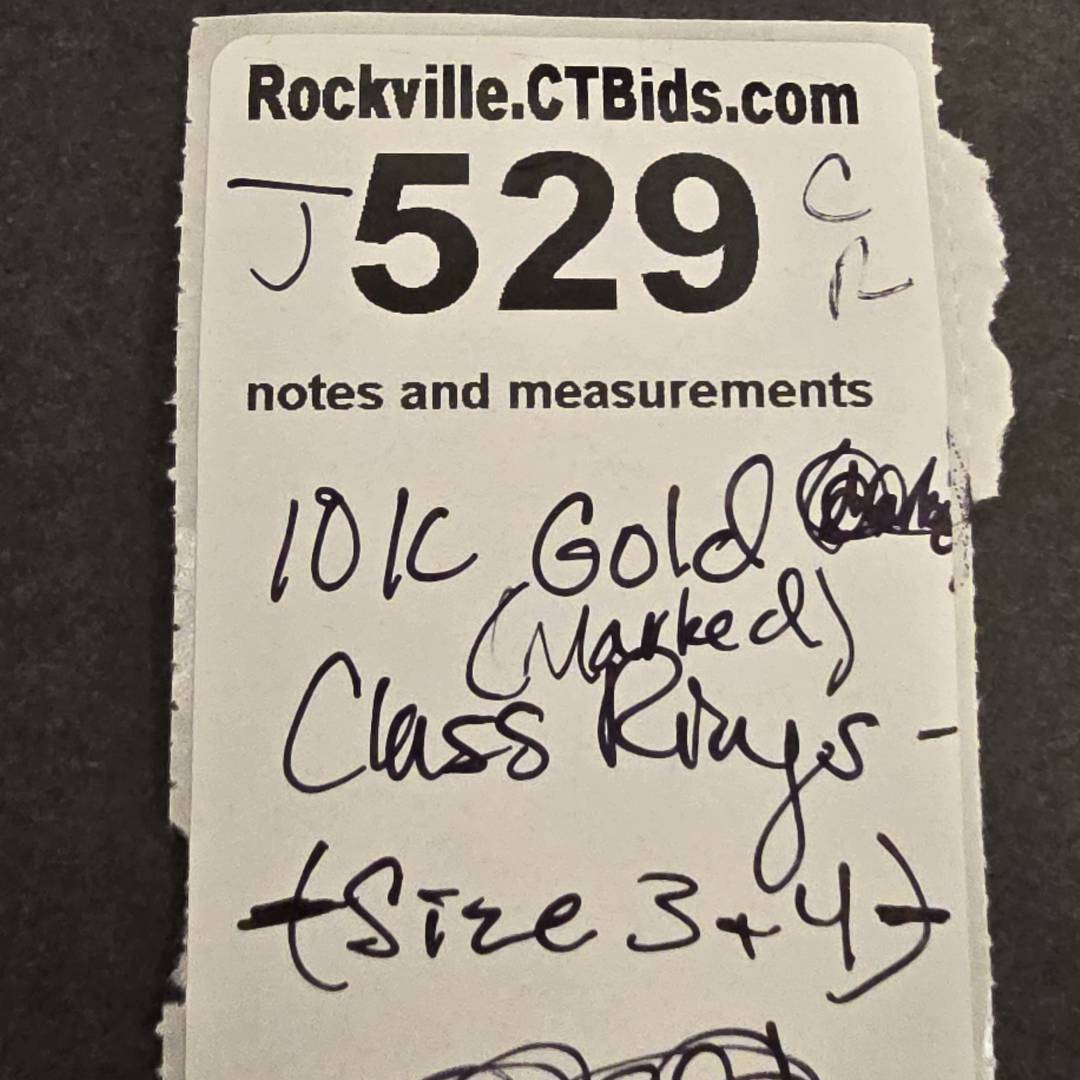 Rockville.CTBids.com
J 529 C
R
notes and measurements
10K Gold
(Marked)
Class Rings -
(Size 3 + 4)